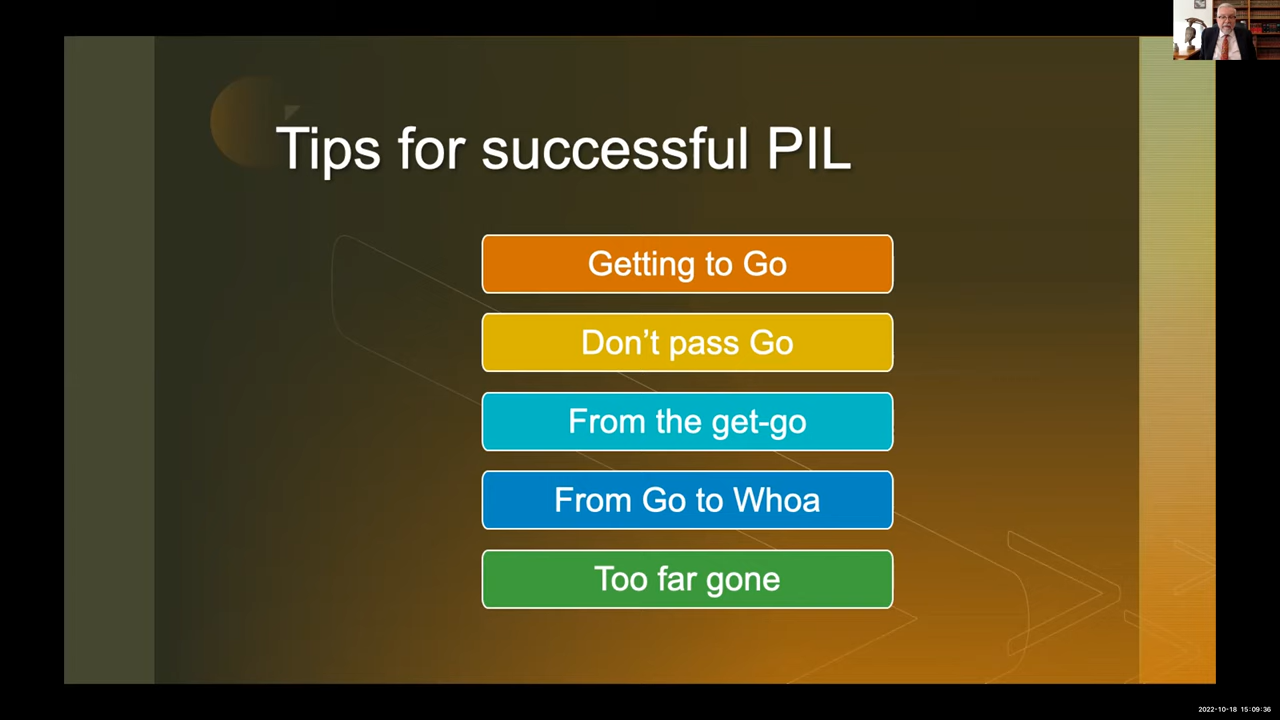 Tips for successful PIL
Getting to Go
Don’t pass Go
From the get-go
From Go to Whoa
Too far gone
2022-10-18 15:09:36